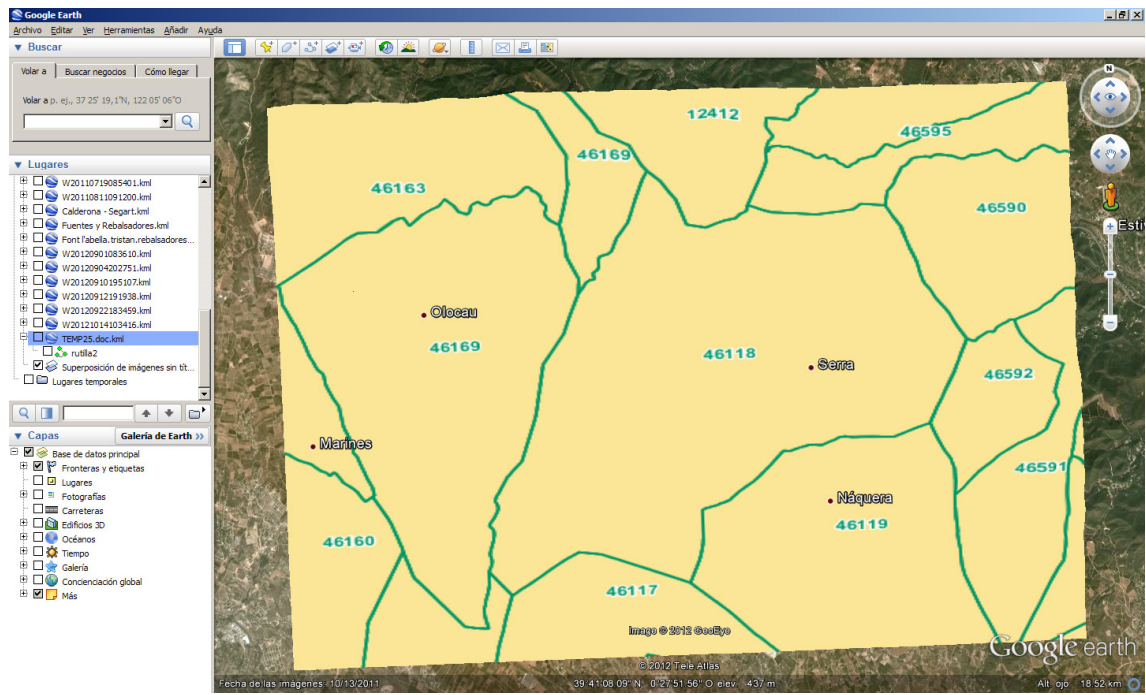 Google Earth
Archivo Editar Ver Herramientas Añadir Ayuda
Buscar
Volar a Buscar negocios Cómo llegar
Volar a p. ej., 37 25' 19,1"N, 122 05' 06"O
Lugares
W20110719085401.kml
W20110811091200.kml
Calderona - Segart.kml
Fuentes y Rebalsadores.kml
Font l'abella.tristan.rebalsadores...
W20120901083610.kml
W20120904202751.kml
W20120910195107.kml
W20120912191938.kml
W20120922183459.kml
W20121014103416.kml
TEMP25.doc.kml
rutilla2
Superposición de imágenes sin tít...
Lugares temporales
Capas Galería de Earth >>
Base de datos principal
Fronteras y etiquetas
Lugares
Fotografías
Carreteras
Edificios 3D
Océanos
Tiempo
Galería
Concienciación global
Más
N
12412
46595
46169
46163
46590
Esti
Olocau
46169
46118
Serra
46592
Marines
46591
Náquera
46119
46160
46117
Image © 2012 GeoEye
Google earth
© 2012 Tele Atlas
Fecha de las imágenes: 10/13/2011 39:41:08.09" N 0:27'51.56" O elev. 437 m Alt. ojo 18.52 km